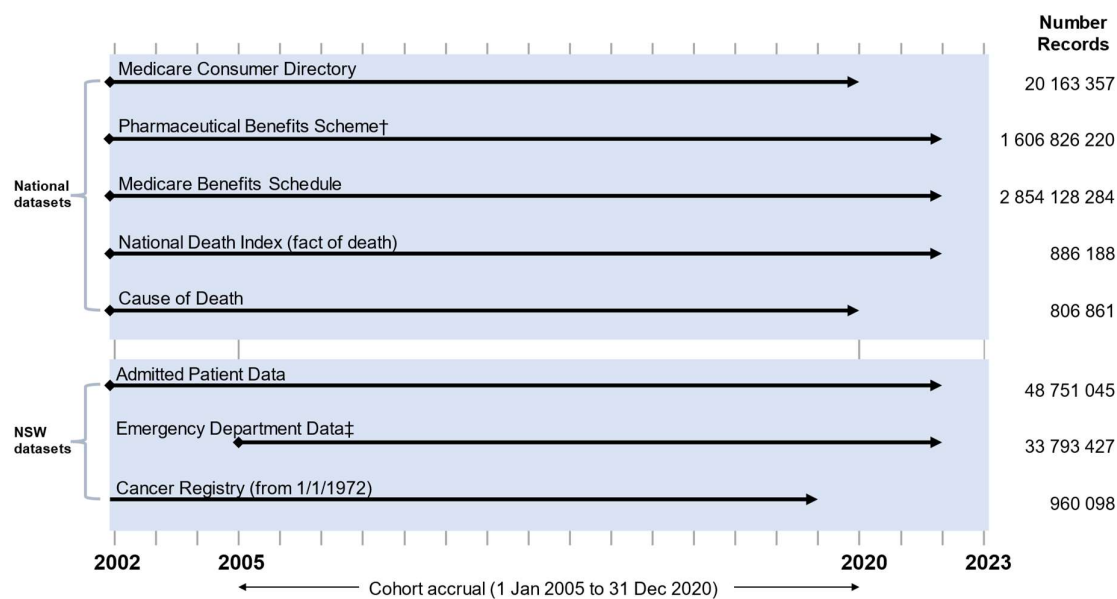 Number
Records
Medicare Consumer Directory
20 163 357
Pharmaceutical Benefits Scheme†
1 606 826 220
National
datasets
Medicare Benefits Schedule
2 854 128 284
National Death Index (fact of death)
886 188
Cause of Death
806 861
Admitted Patient Data
48 751 045
NSW
datasets
Emergency Department Data‡
33 793 427
Cancer Registry (from 1/1/1972)
960 098
2002 2005 2020 2023
Cohort accrual (1 Jan 2005 to 31 Dec 2020)